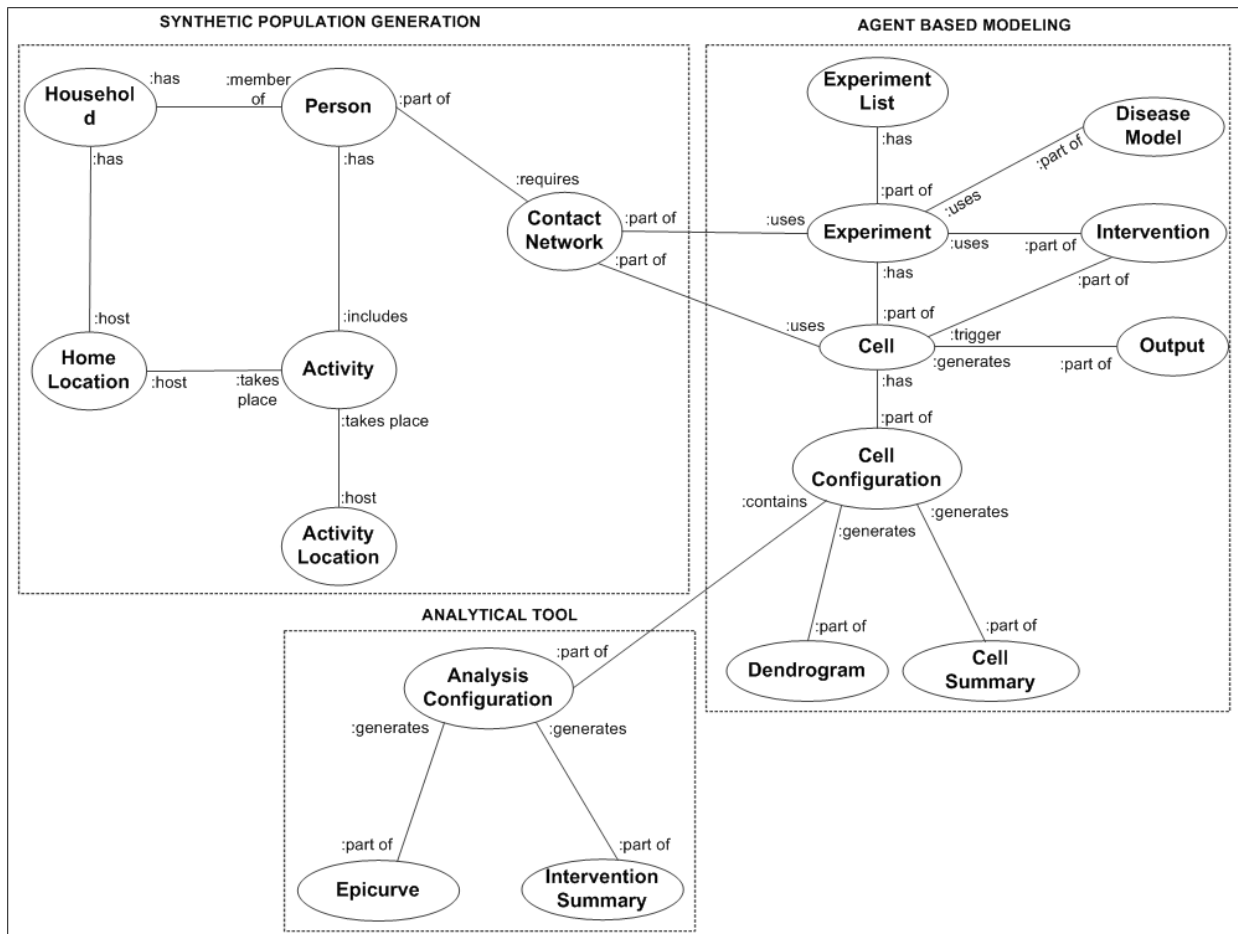 SYNTHETIC POPULATION GENERATION
AGENT BASED MODELING
Househol
d
:has
:member
of
Person
:part of
:has
:has
:requires
Contact
Network
:part of
:part of
:host
:includes
Home
Location
:host
:takes
place
Activity
:takes place
:host
Activity
Location
Experiment
List
:has
:part of
Disease
Model
:part of
:uses
:uses
Experiment
:uses
:part of
Intervention
:has
:part of
:part of
:uses
Cell
:trigger
:generates
:part of
Output
:has
:part of
Cell
Configuration
:contains
:generates
:generates
:part of
:part of
Dendrogram
Cell
Summary
ANALYTICAL TOOL
:part of
Analysis
Configuration
:generates
:generates
:part of
:part of
Epicurve
Intervention
Summary